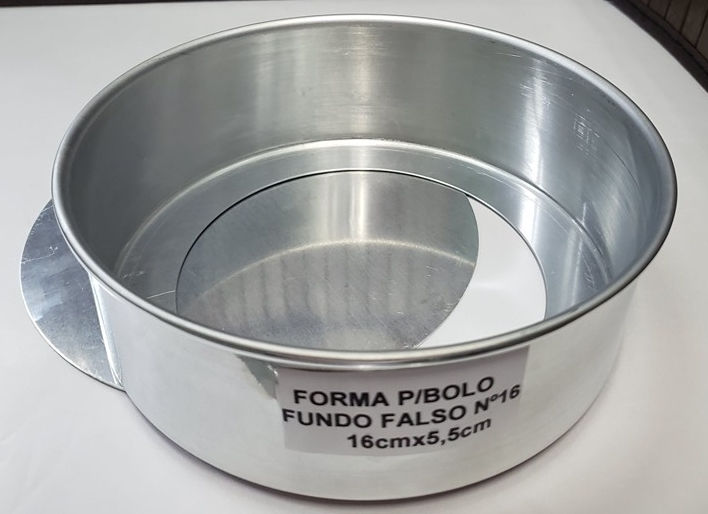 FORMA P/BOLO
FUNDO FALSO Nº16
16cmx5,5cm